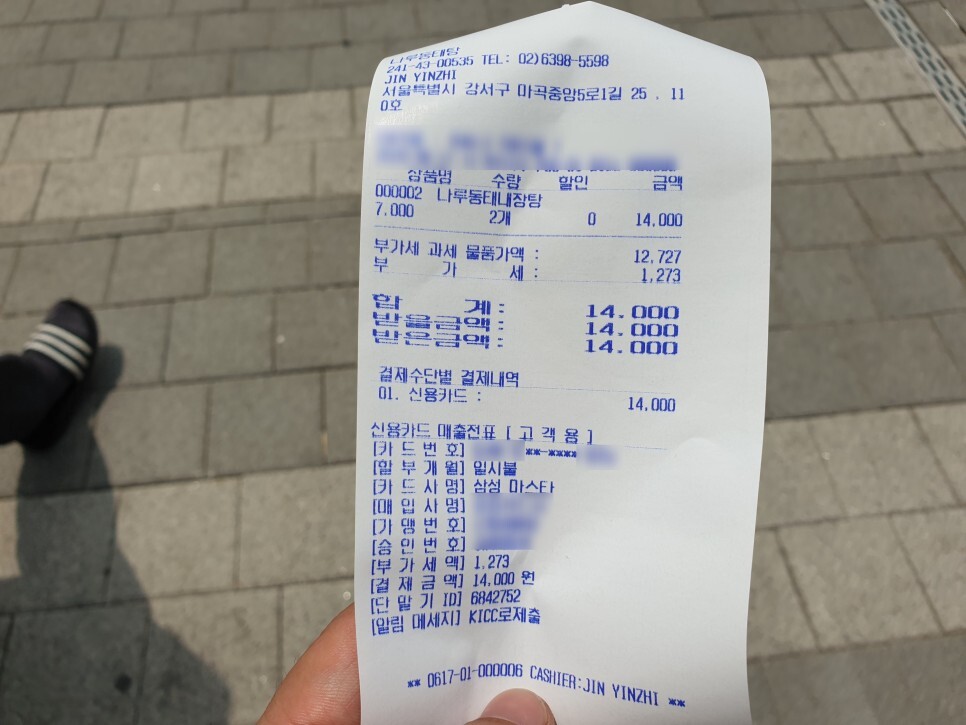 나루동태탕
241-43-00535 TEL: 02)6398-5598
JIN YINZHI
서울특별시 강서구 마곡중앙5로1길 25 . 11
0호
상품명 수량 할인 금액
000002 나루동태내장탕
7.000 2개 0 14,000
부가세 과세 물품가액 : 12,727
부 가 세 : 1,273
합 계 : 14.000
받을금액 : 14.000
받은금액 : 14.000
결제수단별 결제내역
01. 신용카드 : 14,000
신용카드 매출전표 [ 고 객 용 ]
[카 드 번 호] **-****
[할 부 개 월] 일시불
[카 드 사 명] 삼성 마스타
[매 입 사 명]
[가 맹 번 호]
[승 인 번 호]
[부 가 세 액] 1,273
[결 제 금 액] 14,000 원
[단 말 기 ID] 6842752
[알림 메세지] KICC로제출
** 0617-01-000006 CASHIER:JIN YINZHI **